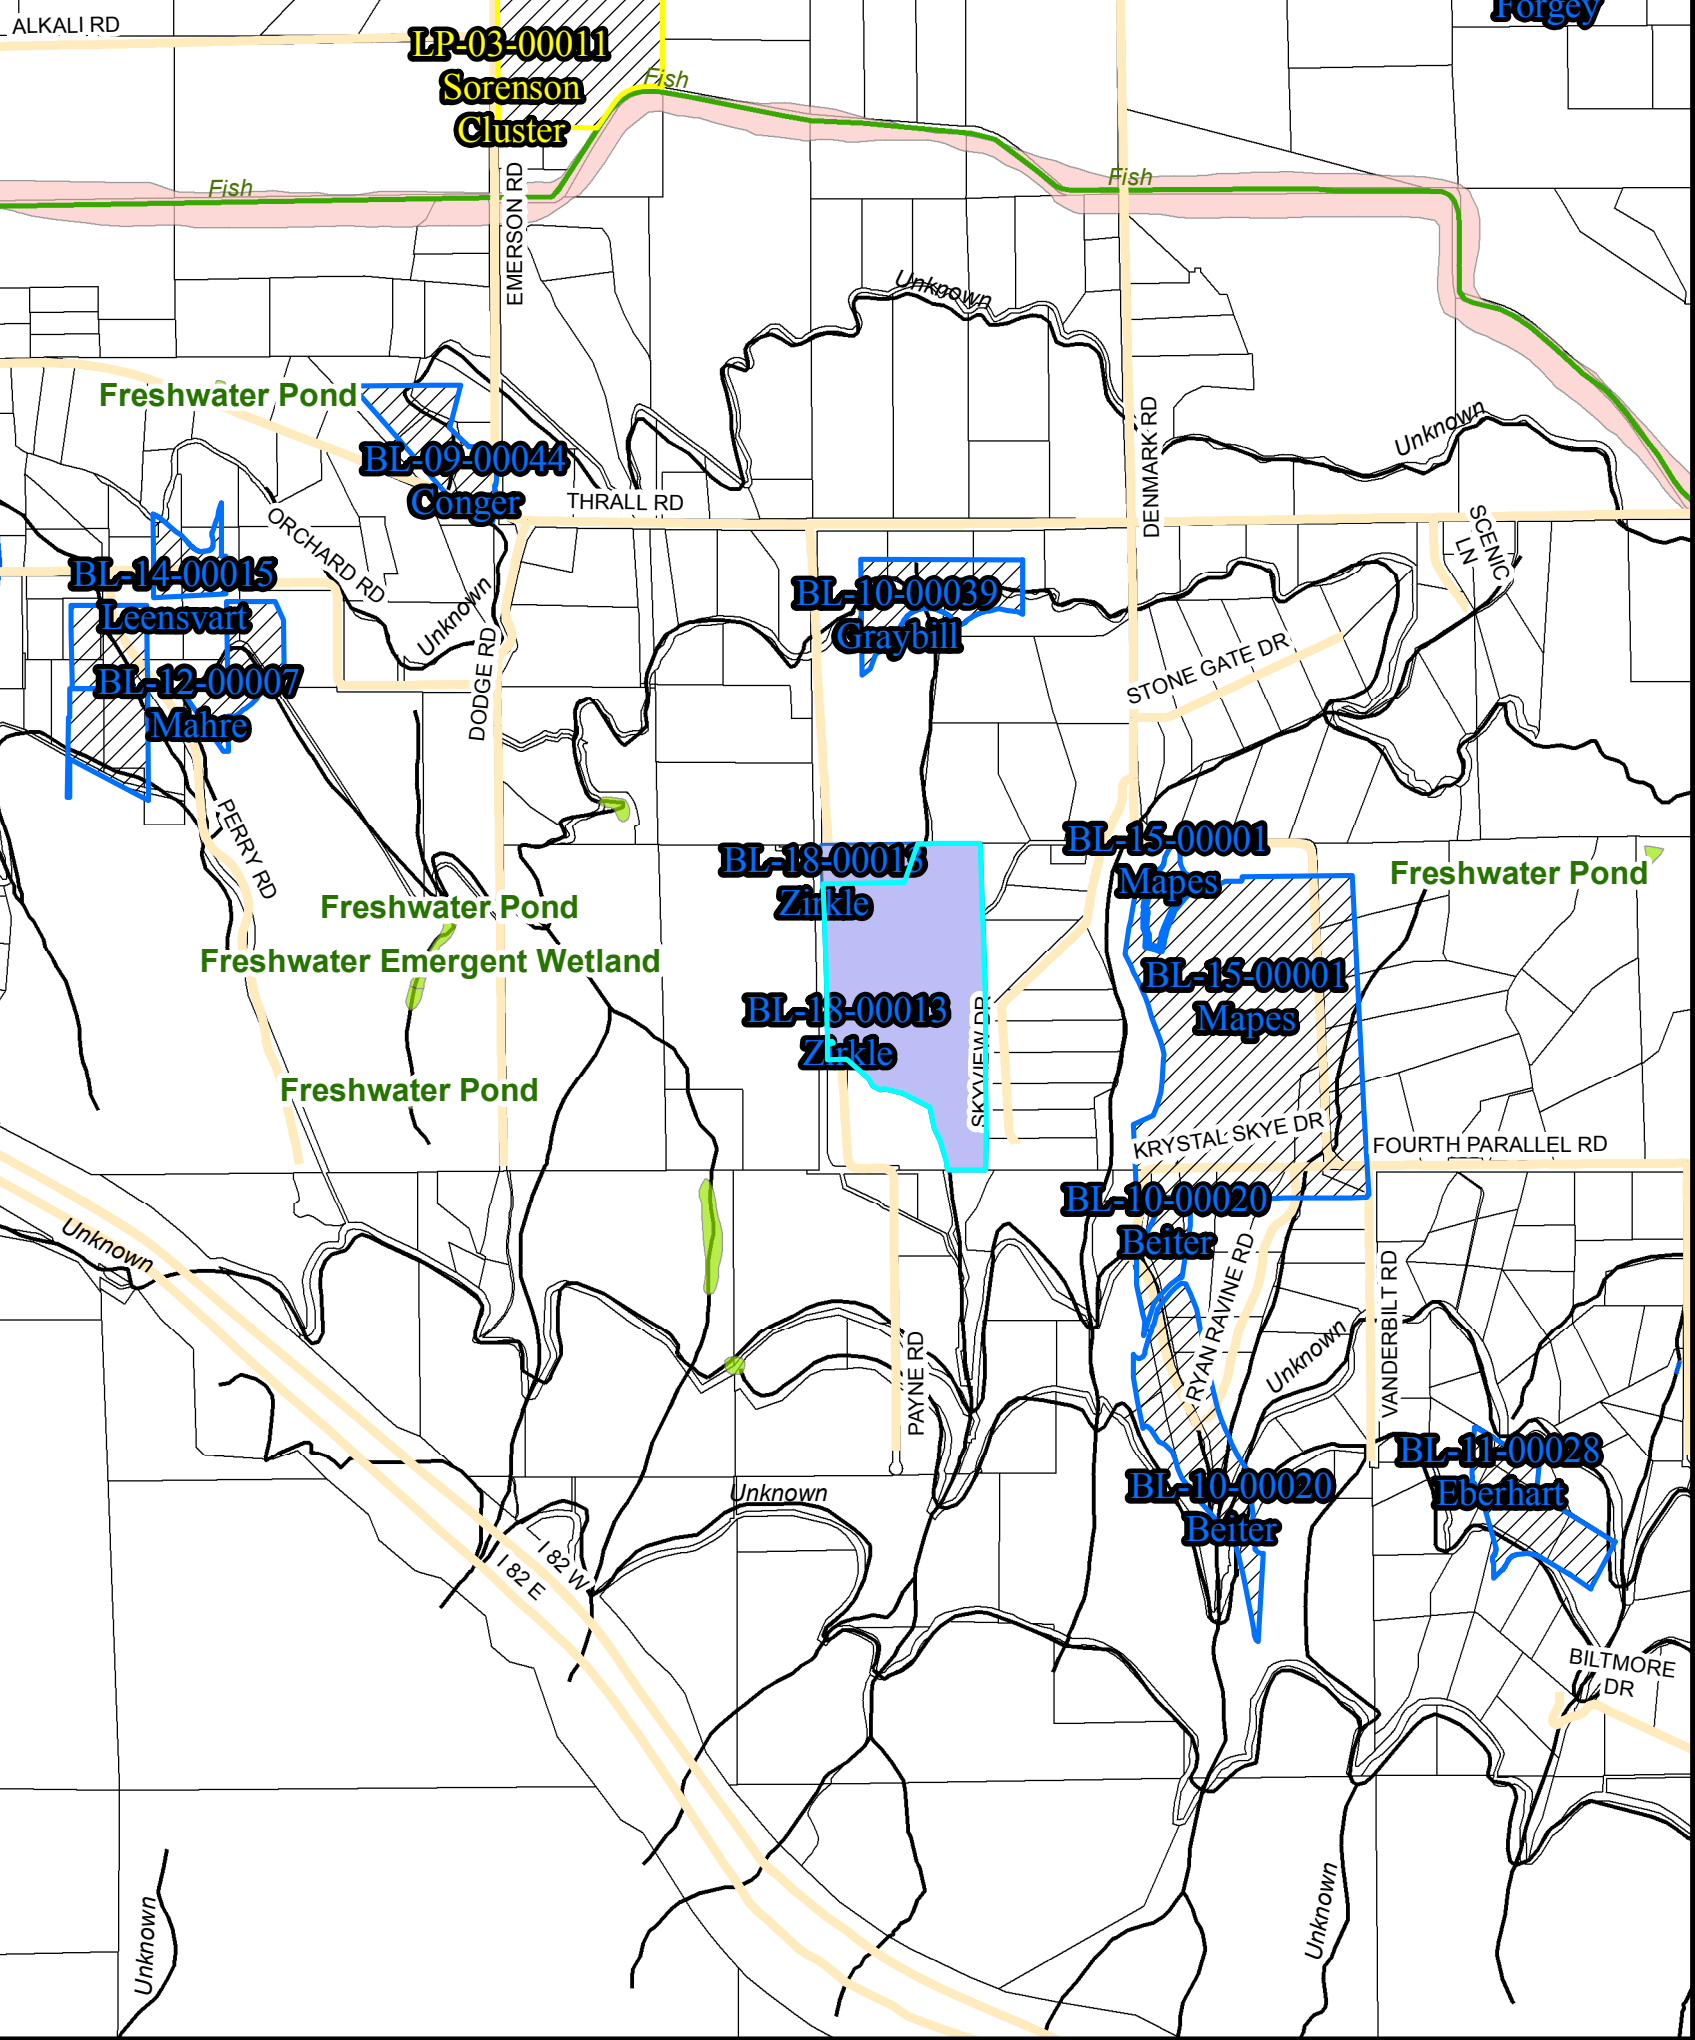 Forgey
ALKALI RD
LP-03-00011
Sorenson
Cluster
Fish
Fish
Fish
EMERSON RD
Unknown
Freshwater Pond
DENMARK RD
Unknown
BL-09-00044
Conger
THRALL RD
SCENIC
LN
ORCHARD RD
BL-14-00015
Leensvart
Unknown
BL-10-00039
Graybill
DODGE RD
STONE GATE DR
BL-12-00007
Mahre
PERRY RD
BL-18-00013
Zirkle
BL-15-00001
Mapes
Freshwater Pond
Freshwater Pond
Freshwater Emergent Wetland
BL-15-00001
Mapes
BL-18-00013
Zirkle
SKYVIEW DR
Freshwater Pond
KRYSTAL SKYE DR
FOURTH PARALLEL RD
BL-10-00020
Beiter
Unknown
RYAN RAVINE RD
VANDERBILT RD
Unknown
PAYNE RD
BL-11-00028
Eberhart
Unknown
BL-10-00020
Beiter
I 82 W
I 82 E
BILTMORE
DR
Unknown
Unknown